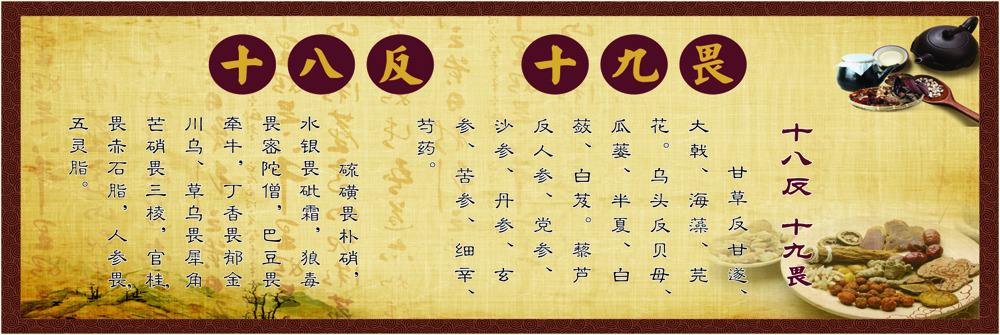 十八反 十九畏
十八反 十九畏
甘草反甘遂、
大戟、海藻、芫
花。乌头反贝母、
瓜蒌、半夏、白
蔹、白芨。藜芦
反人参、党参、
沙参、丹参、玄
参、苦参、细辛、
芍药。
硫磺畏朴硝，
水银畏砒霜，狼毒
畏密陀僧，巴豆畏
牵牛，丁香畏郁金
川乌、草乌畏犀角
芒硝畏三棱，官桂，
畏赤石脂，人参畏，
五灵脂。